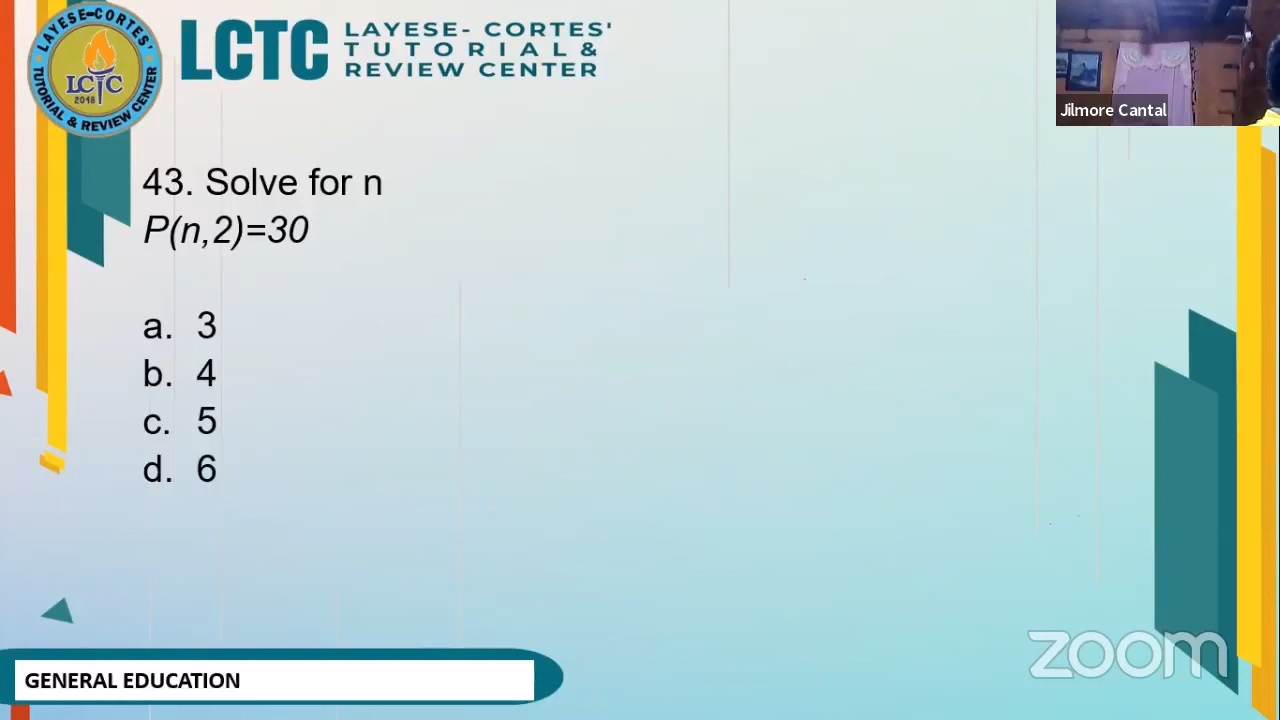 LAYESE-CORTES'
LCTC
2018
TUTORIAL & REVIEW CENTER
LCTC
LAYESE- CORTES'
TUTORIAL &
REVIEW CENTER
Jilmore Cantal
43. Solve for n
P(n,2)=30
a. 3
b. 4
c. 5
d. 6
zoom
GENERAL EDUCATION